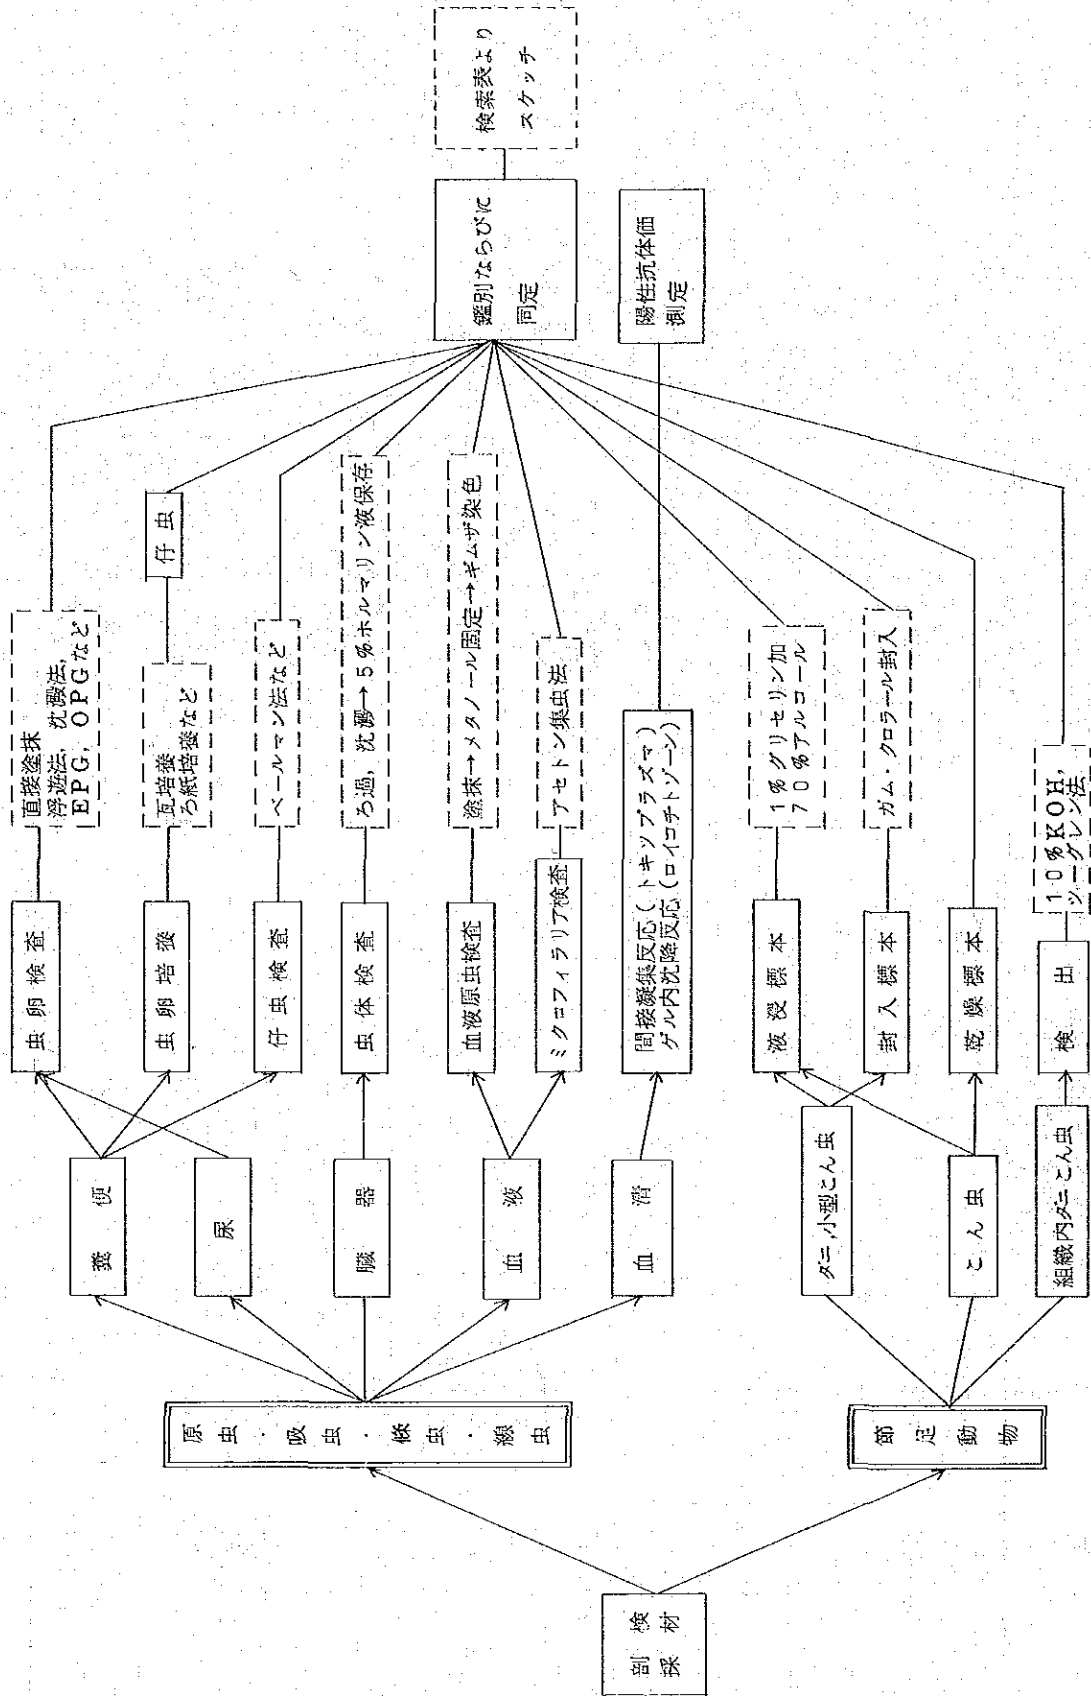 剖検
採材
原虫・吸虫・條虫・線虫
節足動物
糞便
尿
臓器
血液
血清
ダニ,小型こん虫
こん虫
組織内ダニこん虫
虫卵検査
虫卵培養
仔虫検査
虫体検査
血液原虫検査
ミクロフィラリア検査
間接凝集反応(トキソプラズマ)
ゲル内沈降反応(ロイコチトゾーン)
液浸標本
封入標本
乾燥標本
検出
直接塗抹
浮遊法,沈澱法,
EPG,OPGなど
瓦培養
ろ紙培養など
ベールマン法など
ろ過,沈澱→5%ホルマリン液保存
塗抹→メタノール固定→ギムザ染色
アセトン集虫法
1%グリセリン加
70%アルコール
ガム・クロラール封入
10%KOH,
ツーグレン法
仔虫
鑑別ならびに
同定
陽性抗体価
測定
検索表より
スケッチ